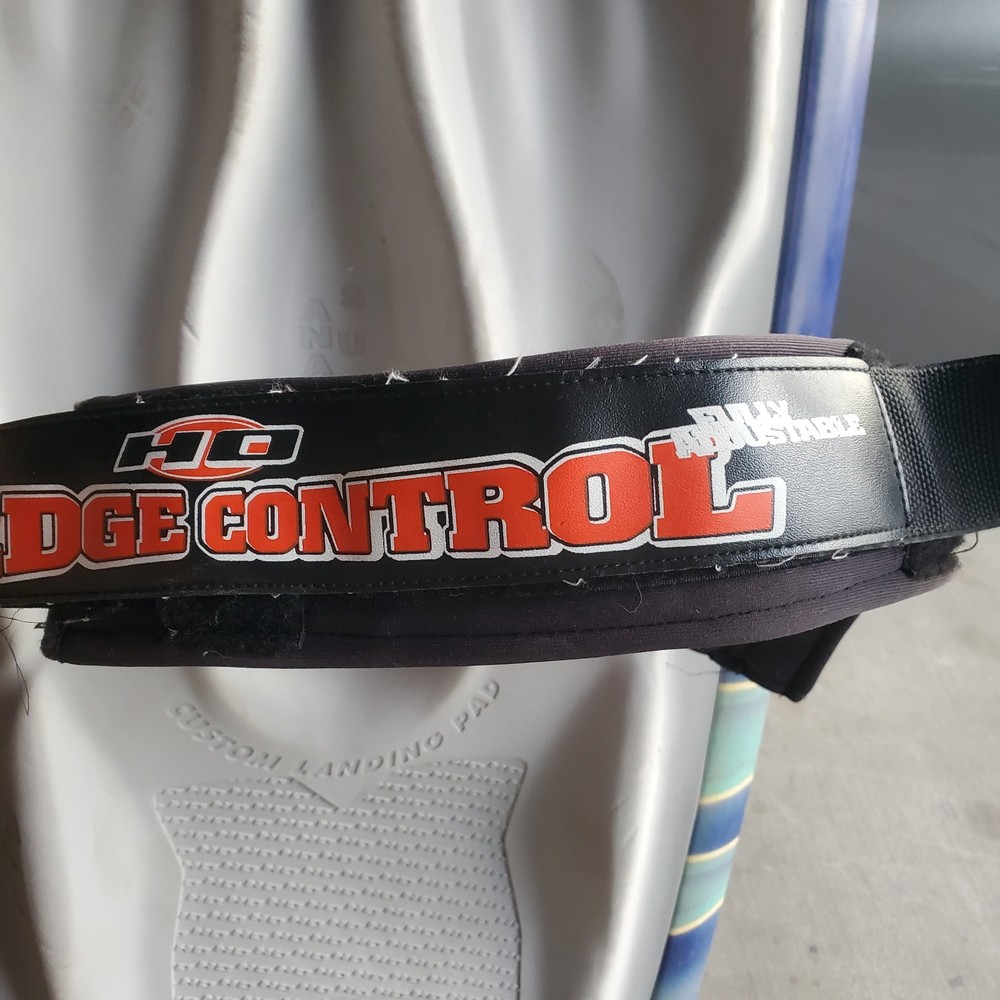 HO
FULLY
ADJUSTABLE
DGE CONTROL
CUSTOM LANDING PAD